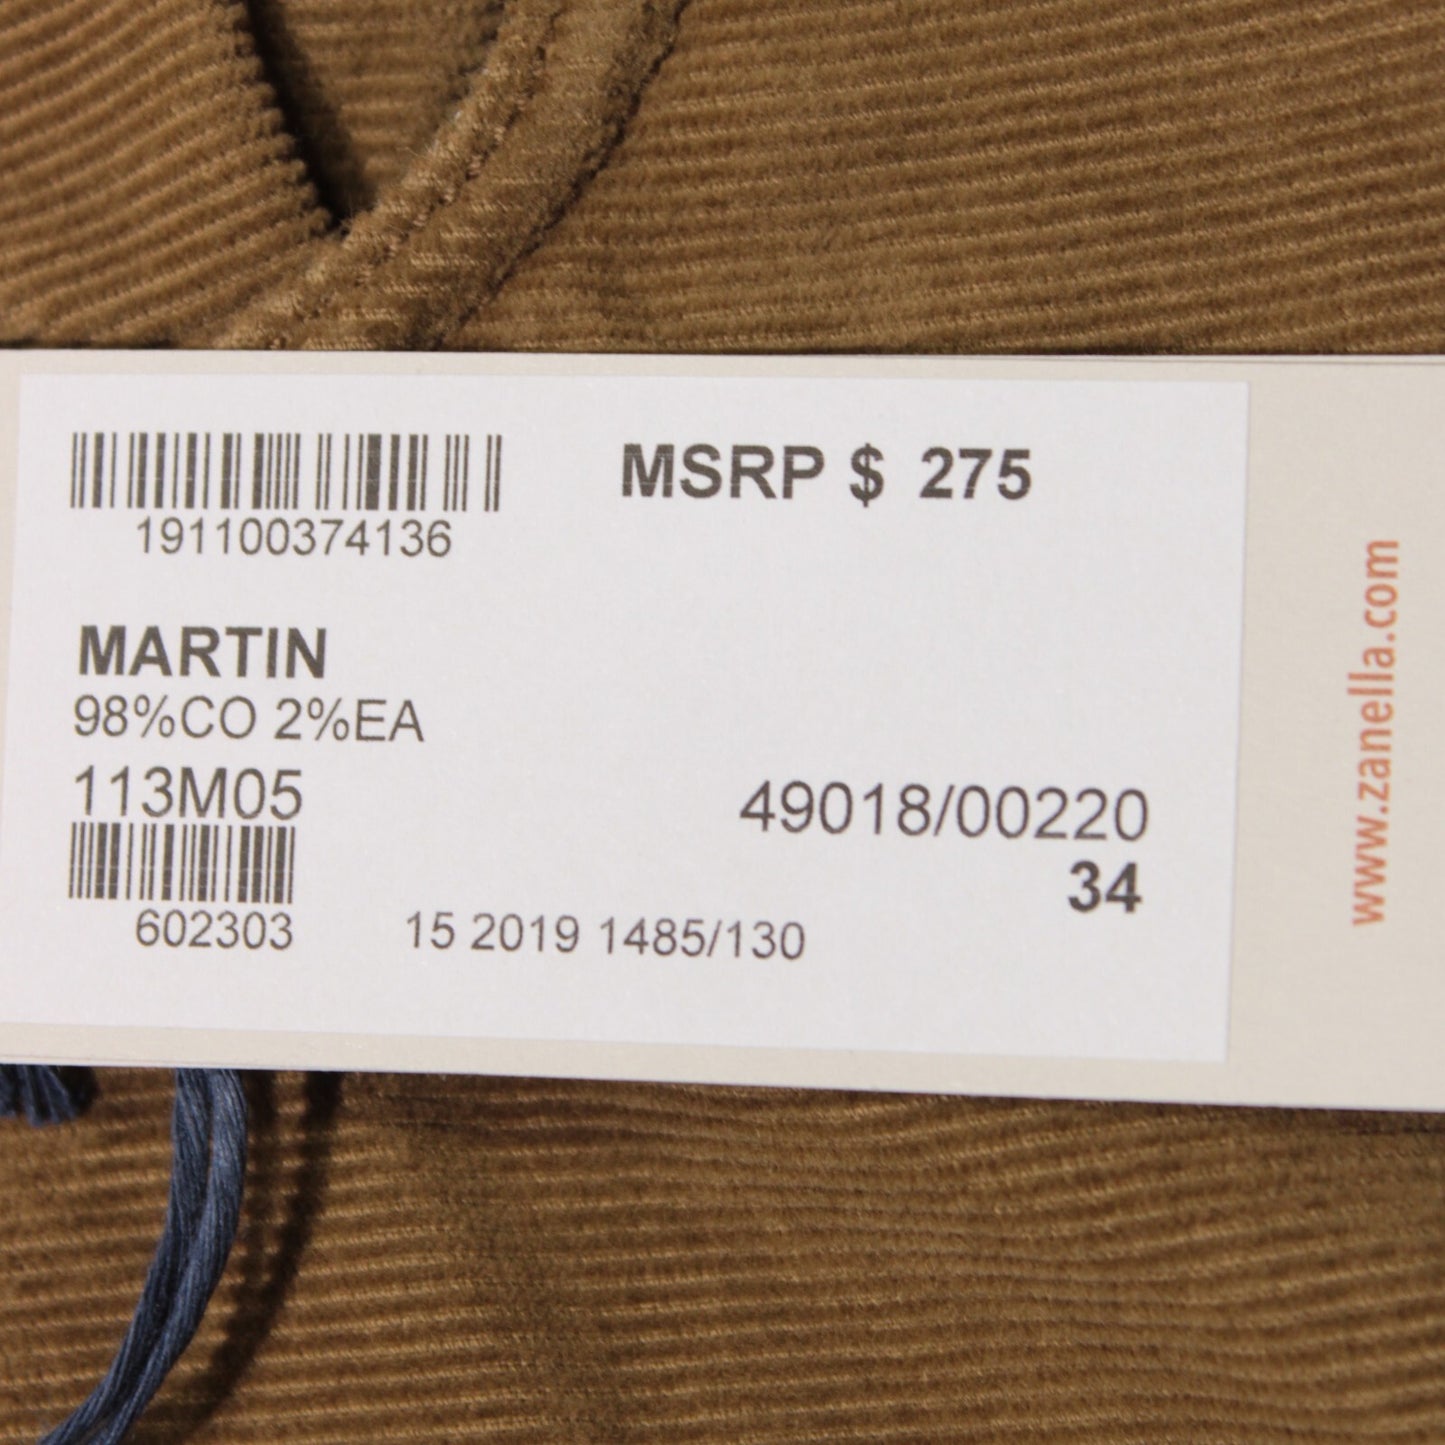 MSRP $ 275
191100374136
MARTIN
98%CO 2%EA
113M05
49018/00220
34
602303
15 2019 1485/130
www.zanella.com